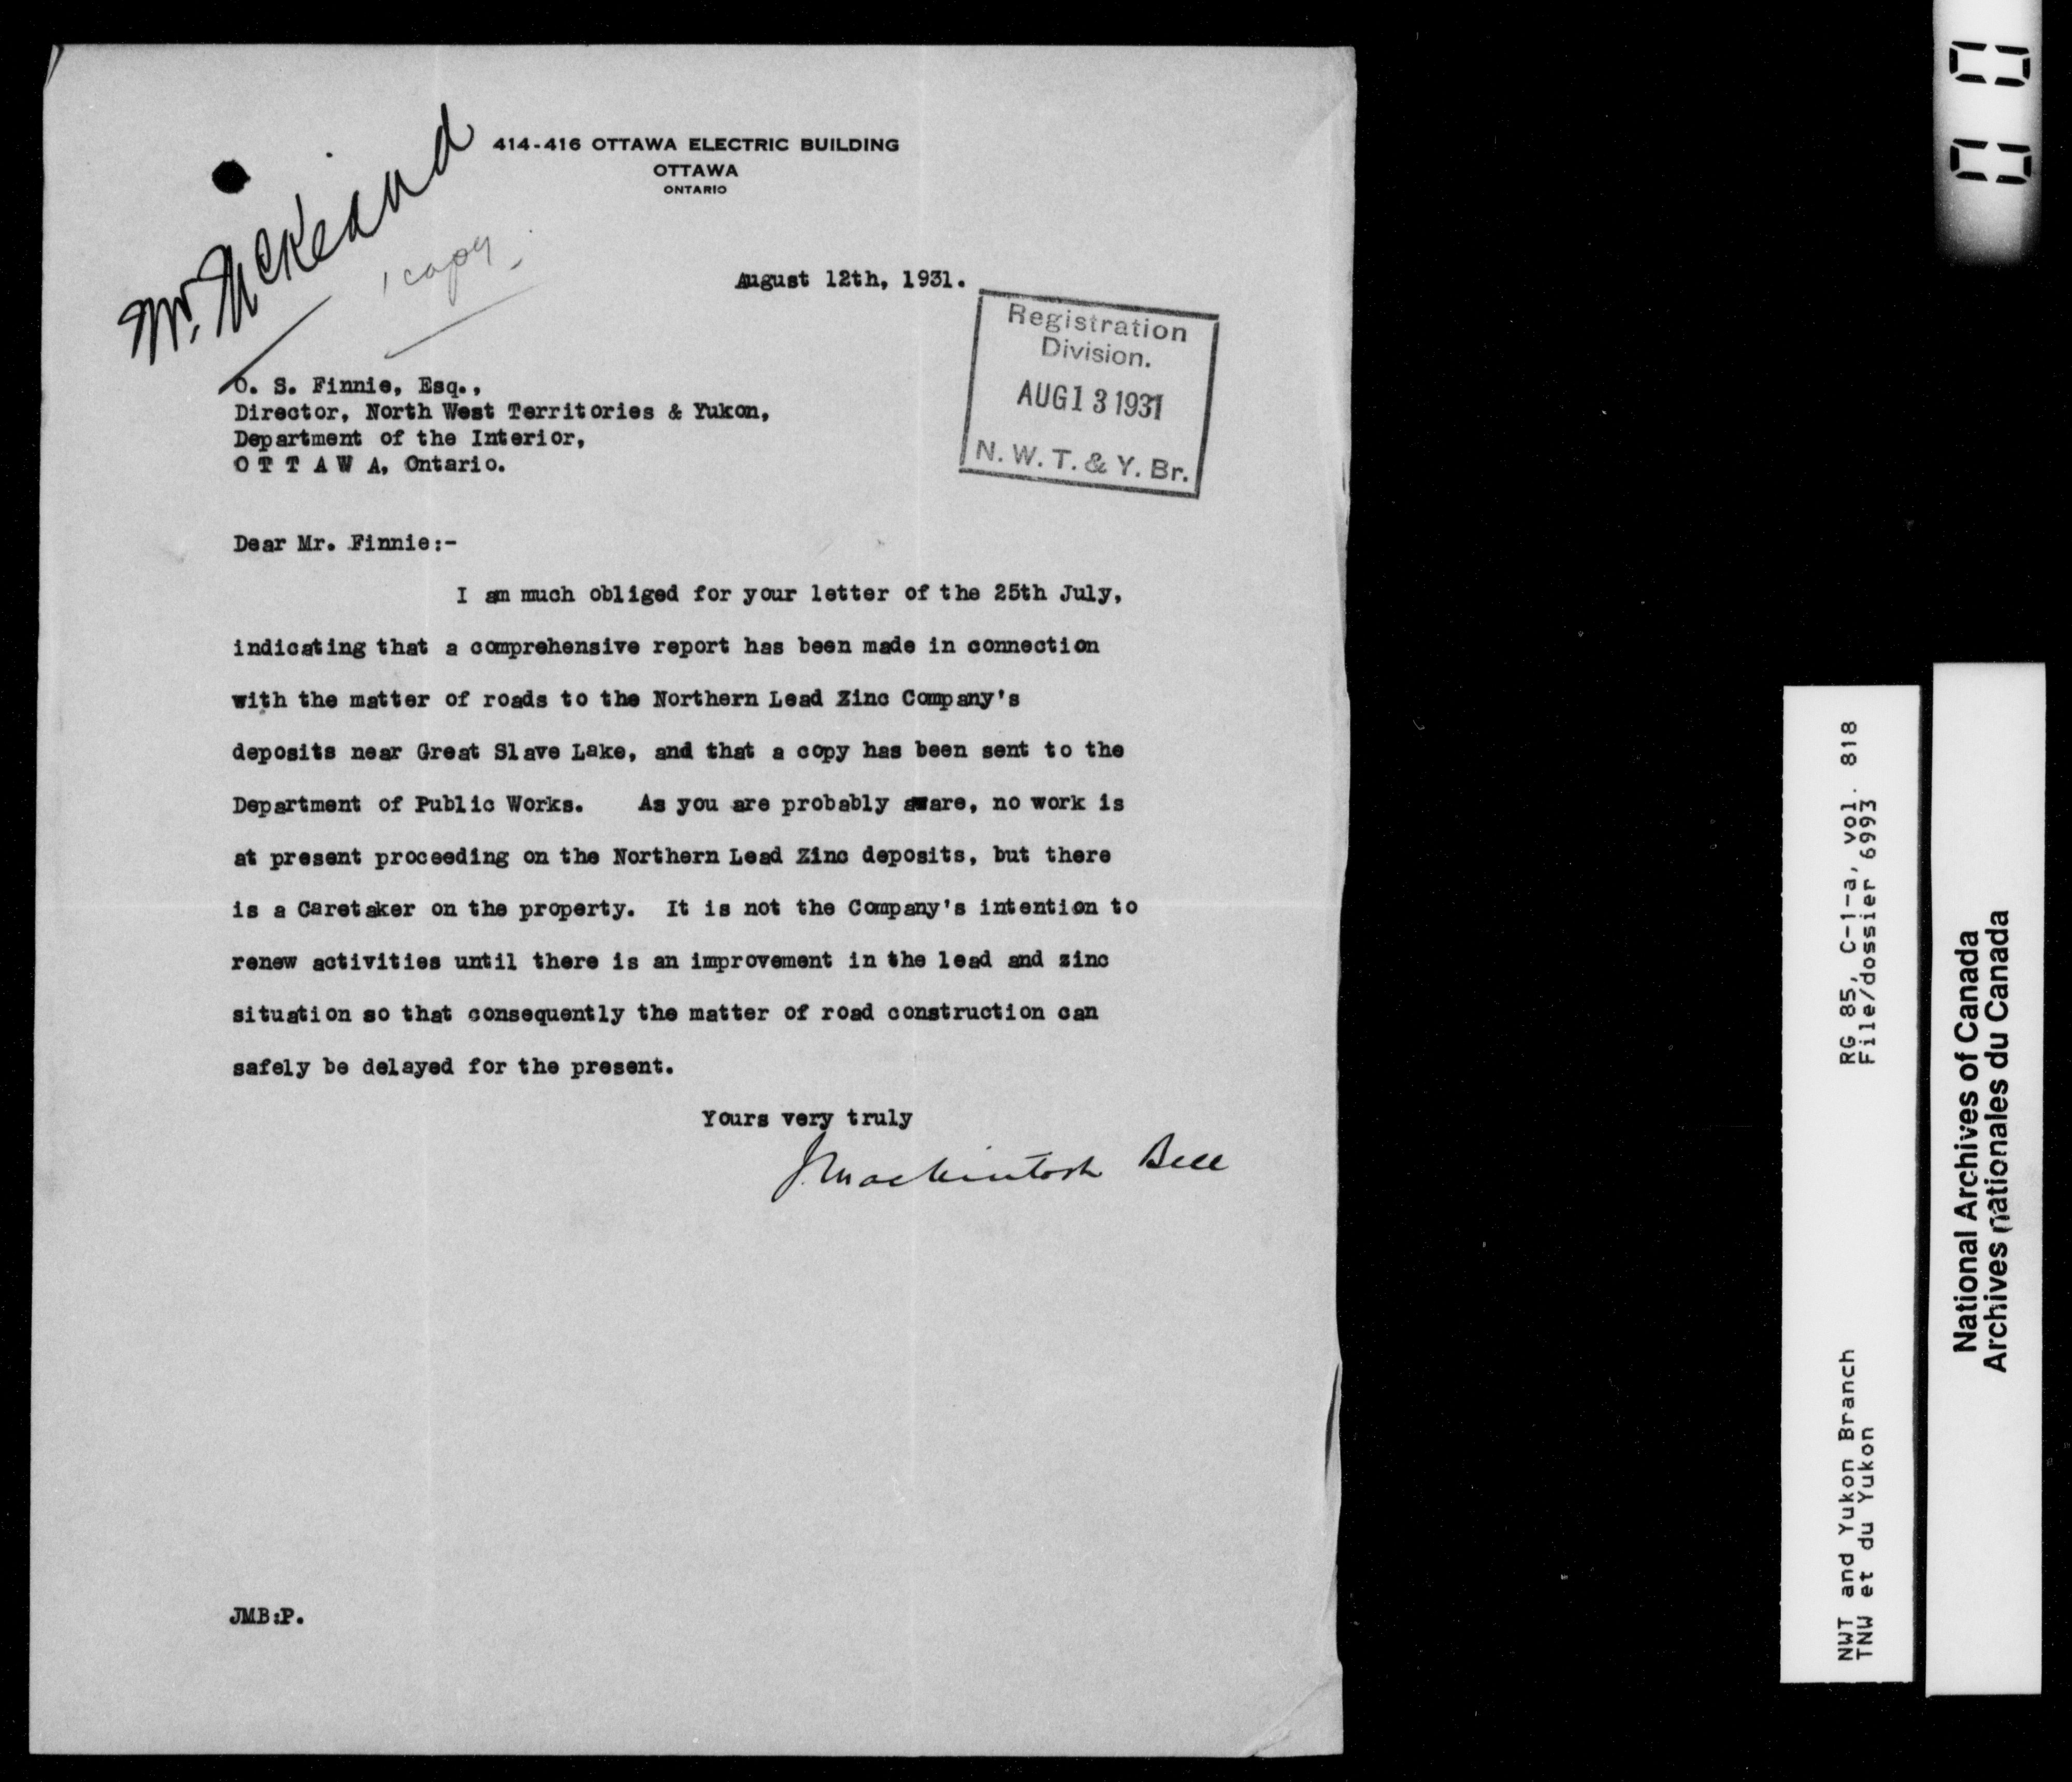 414-416 OTTAWA ELECTRIC BUILDING
OTTAWA
ONTARIO
Mr. McKeand
1 copy.
August 12th, 1931.
Registration
Division.
AUG 13 1931
N. W. T. & Y. Br.
O. S. Finnie, Esq.,
Director, North West Territories & Yukon,
Department of the Interior,
O T T A W A, Ontario.
Dear Mr. Finnie:-
I am much obliged for your letter of the 25th July,
indicating that a comprehensive report has been made in connection
with the matter of roads to the Northern Lead Zinc Company's
deposits near Great Slave Lake, and that a copy has been sent to the
Department of Public Works. As you are probably aware, no work is
at present proceeding on the Northern Lead Zinc deposits, but there
is a Caretaker on the property. It is not the Company's intention to
renew activities until there is an improvement in the lead and zinc
situation so that consequently the matter of road construction can
safely be delayed for the present.
Yours very truly
J. Mackintosh Bell
JMB:P.
NWT and Yukon Branch
TNW et du Yukon
RG 85, C-1-a, vol. 818
File/dossier 6993
National Archives of Canada
Archives nationales du Canada